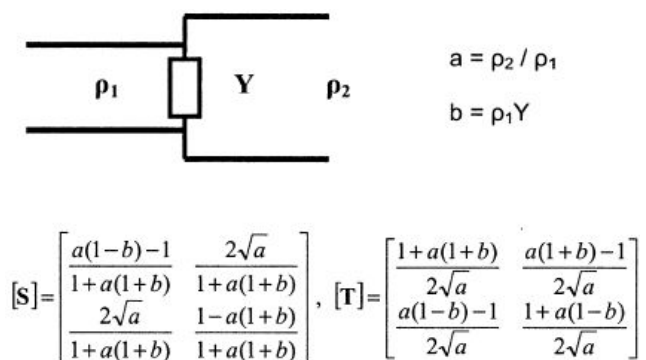 ρ₁ Y ρ₂
a = ρ₂ / ρ₁
b = ρ₁Y
[S] = [ (a(1−b)−1)/(1+a(1+b)) (2√a)/(1+a(1+b)) ; (2√a)/(1+a(1+b)) (1−a(1+b))/(1+a(1+b)) ] , [T] = [ (1+a(1+b))/(2√a) (a(1+b)−1)/(2√a) ; (a(1−b)−1)/(2√a) (1+a(1−b))/(2√a) ]